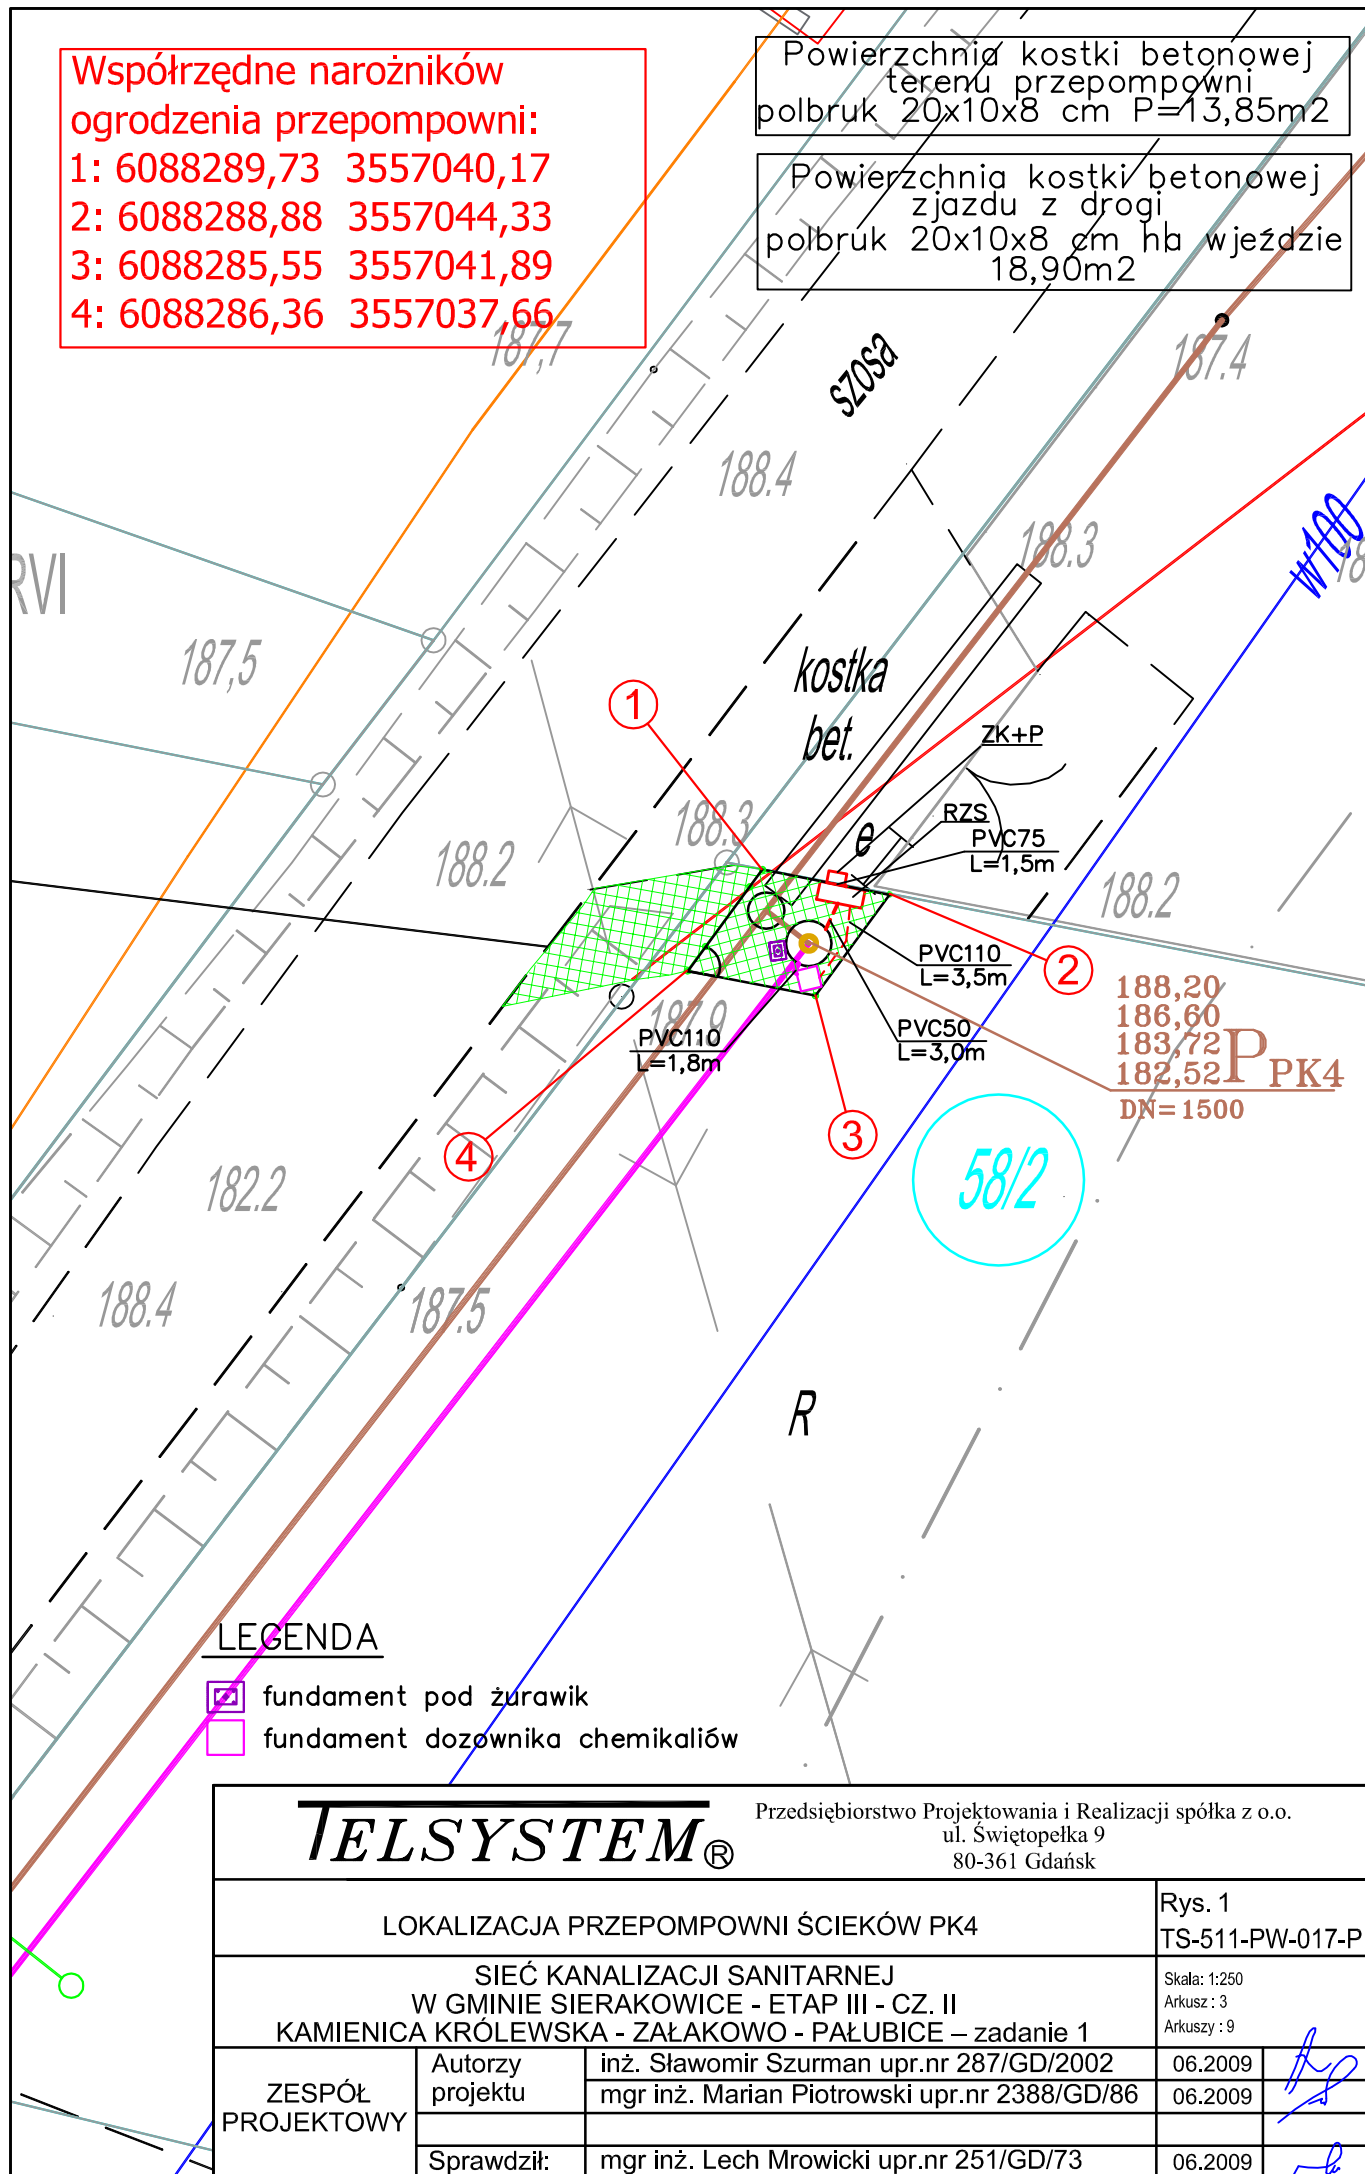 Współrzędne narożników
ogrodzenia przepompowni:
1: 6088289,73 3557040,17
2: 6088288,88 3557044,33
3: 6088285,55 3557041,89
4: 6088286,36 3557037,66
Powierzchnia kostki betonowej
terenu przepompowni
polbruk 20x10x8 cm P=13,85m2
Powierzchnia kostki betonowej
zjazdu z drogi
polbruk 20x10x8 cm na wjeździe
18,90m2
187,7
szosa
187.4
188.4
188.3
w100
RVI
187,5
kostka
bet.
1
ZK+P
188.3
e
RZS
PVC75
L=1,5m
188.2
188.2
PVC110
L=3,5m
2
187.9
PVC110
L=1,8m
PVC50
L=3,0m
188,20
186,60
183,72
182,52
P PK4
DN=1500
4
3
58/2
182.2
188.4
187.5
R
LEGENDA
fundament pod żurawik
fundament dozownika chemikaliów
TELSYSTEM®
Przedsiębiorstwo Projektowania i Realizacji spółka z o.o.
ul. Świętopełka 9
80-361 Gdańsk
LOKALIZACJA PRZEPOMPOWNI ŚCIEKÓW PK4
Rys. 1
TS-511-PW-017-P
SIEĆ KANALIZACJI SANITARNEJ
W GMINIE SIERAKOWICE - ETAP III - CZ. II
KAMIENICA KRÓLEWSKA - ZAŁAKOWO - PAŁUBICE – zadanie 1
Skala: 1:250
Arkusz : 3
Arkuszy : 9
ZESPÓŁ
PROJEKTOWY
Autorzy
projektu
inż. Sławomir Szurman upr.nr 287/GD/2002
06.2009
mgr inż. Marian Piotrowski upr.nr 2388/GD/86
06.2009
Sprawdził:
mgr inż. Lech Mrowicki upr.nr 251/GD/73
06.2009